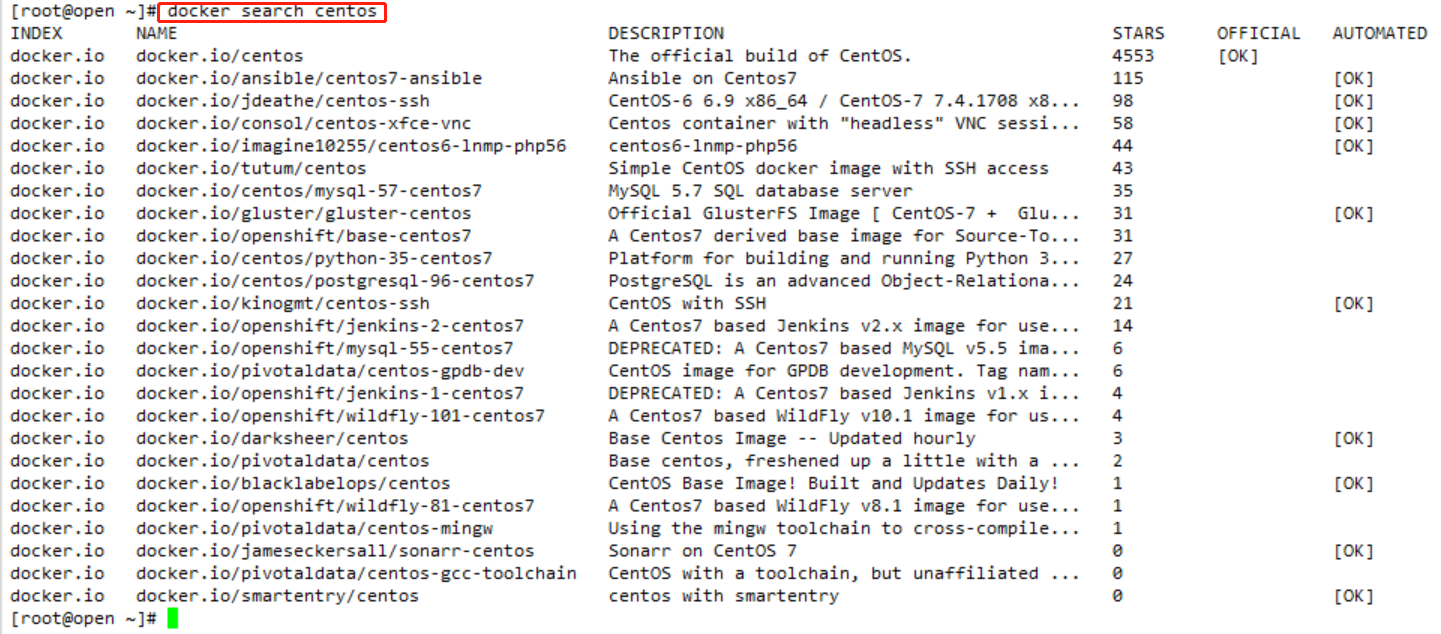 [root@open ~]# docker search centos
INDEX NAME DESCRIPTION STARS OFFICIAL AUTOMATED
docker.io docker.io/centos The official build of CentOS. 4553 [OK]
docker.io docker.io/ansible/centos7-ansible Ansible on Centos7 115 [OK]
docker.io docker.io/jdeathe/centos-ssh CentOS-6 6.9 x86_64 / CentOS-7 7.4.1708 x8... 98 [OK]
docker.io docker.io/consol/centos-xfce-vnc Centos container with "headless" VNC sessi... 58 [OK]
docker.io docker.io/imagine10255/centos6-lnmp-php56 centos6-lnmp-php56 44 [OK]
docker.io docker.io/tutum/centos Simple CentOS docker image with SSH access 43
docker.io docker.io/centos/mysql-57-centos7 MySQL 5.7 SQL database server 35
docker.io docker.io/gluster/gluster-centos Official GlusterFS Image [ CentOS-7 +  Glu... 31 [OK]
docker.io docker.io/openshift/base-centos7 A Centos7 derived base image for Source-To... 31
docker.io docker.io/centos/python-35-centos7 Platform for building and running Python 3... 27
docker.io docker.io/centos/postgresql-96-centos7 PostgreSQL is an advanced Object-Relationa... 24
docker.io docker.io/kinogmt/centos-ssh CentOS with SSH 21 [OK]
docker.io docker.io/openshift/jenkins-2-centos7 A Centos7 based Jenkins v2.x image for use... 14
docker.io docker.io/openshift/mysql-55-centos7 DEPRECATED: A Centos7 based MySQL v5.5 ima... 6
docker.io docker.io/pivotaldata/centos-gpdb-dev CentOS image for GPDB development. Tag nam... 6
docker.io docker.io/openshift/jenkins-1-centos7 DEPRECATED: A Centos7 based Jenkins v1.x i... 4
docker.io docker.io/openshift/wildfly-101-centos7 A Centos7 based WildFly v10.1 image for us... 4
docker.io docker.io/darksheer/centos Base Centos Image -- Updated hourly 3 [OK]
docker.io docker.io/pivotaldata/centos Base centos, freshened up a little with a ... 2
docker.io docker.io/blacklabelops/centos CentOS Base Image! Built and Updates Daily! 1 [OK]
docker.io docker.io/openshift/wildfly-81-centos7 A Centos7 based WildFly v8.1 image for use... 1
docker.io docker.io/pivotaldata/centos-mingw Using the mingw toolchain to cross-compile... 1
docker.io docker.io/jameseckersall/sonarr-centos Sonarr on CentOS 7 0 [OK]
docker.io docker.io/pivotaldata/centos-gcc-toolchain CentOS with a toolchain, but unaffiliated ... 0
docker.io docker.io/smartentry/centos centos with smartentry 0 [OK]
[root@open ~]#